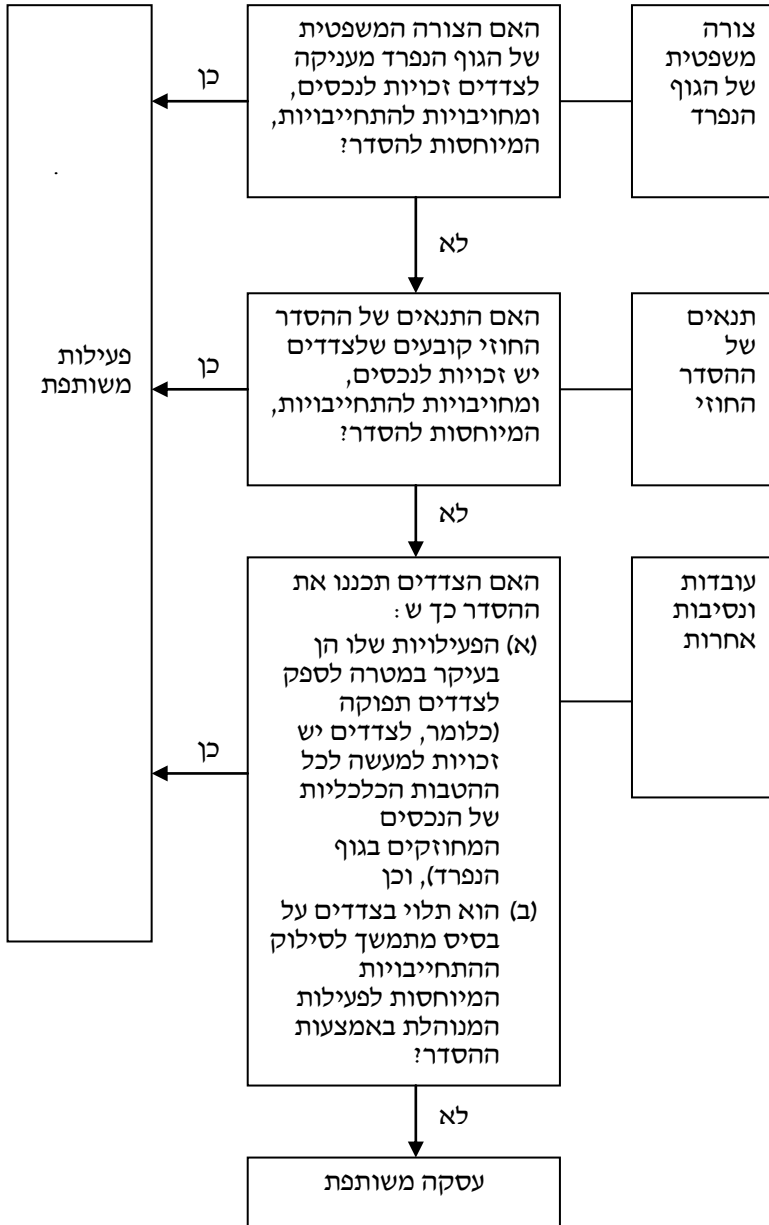 צורה
משפטית
של הגוף
הנפרד
האם הצורה המשפטית
של הגוף הנפרד מעניקה
לצדדים זכויות לנכסים,
ומחויבויות להתחייבויות,
המיוחסות להסדר?
כן
לא
תנאים
של
ההסדר
החוזי
האם התנאים של ההסדר
החוזי קובעים שלצדדים
יש זכויות לנכסים,
ומחויבויות להתחייבויות,
המיוחסות להסדר?
כן
פעילות
משותפת
לא
עובדות
ונסיבות
אחרות
האם הצדדים תכננו את
ההסדר כך ש:
(א) הפעילויות שלו הן
בעיקר במטרה לספק
לצדדים תפוקה
(כלומר, לצדדים יש
זכויות למעשה לכל
ההטבות הכלכליות
של הנכסים
המחוזקים בגוף
הנפרד), וכן
(ב) הוא תלוי בצדדים על
בסיס מתמשך לסילוק
ההתחייבויות
המיוחסות לפעילות
המנוהלת באמצעות
ההסדר?
כן
לא
עסקה משותפת